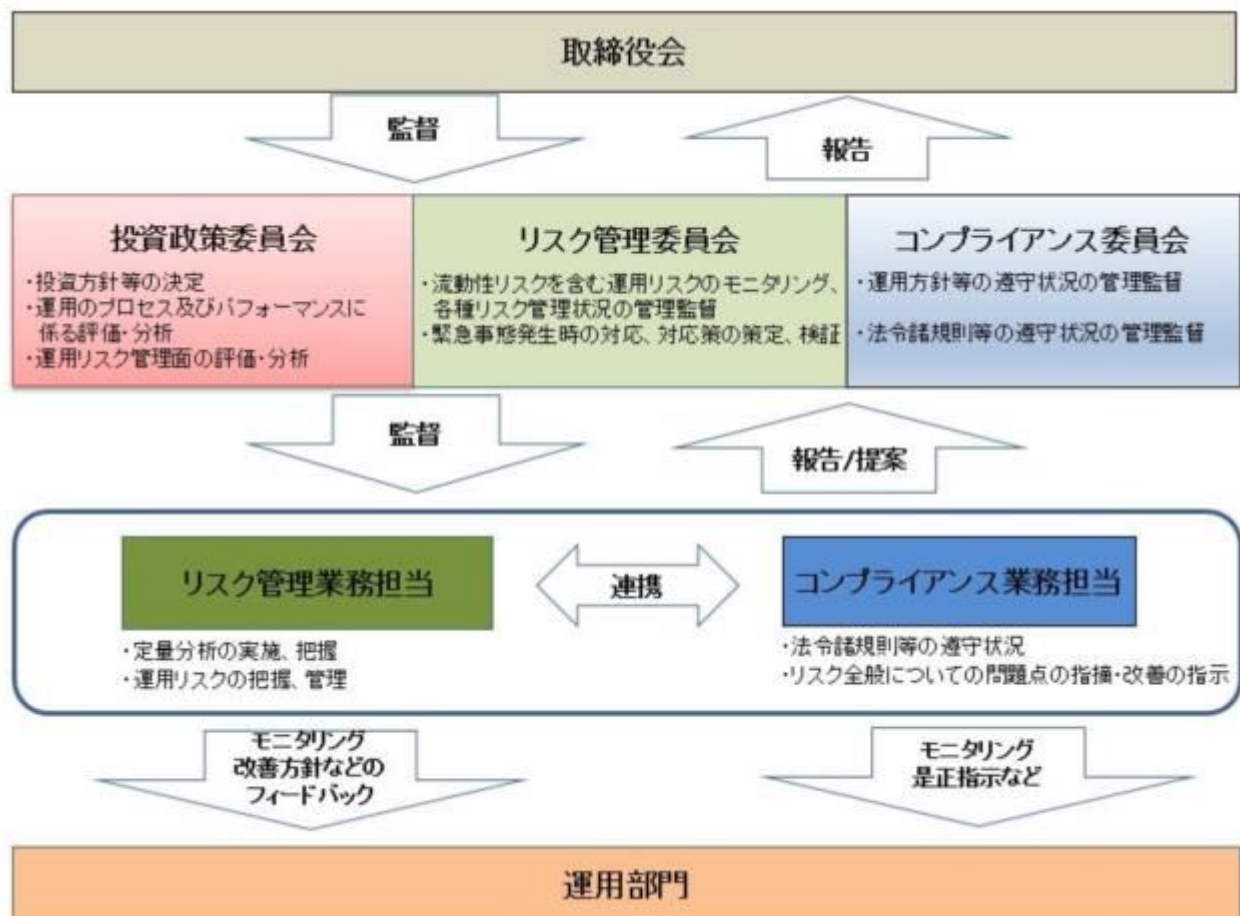 取締役会
監督
報告
投資政策委員会
・投資方針等の決定
・運用のプロセス及びパフォーマンスに
係る評価・分析
・運用リスク管理面の評価・分析
リスク管理委員会
・流動性リスクを含む運用リスクのモニタリング、
各種リスク管理状況の管理監督
・緊急事態発生時の対応、対応策の策定、検証
コンプライアンス委員会
・運用方針等の遵守状況の管理監督
・法令諸規則等の遵守状況の管理監督
監督
報告/提案
リスク管理業務担当
・定量分析の実施、把握
・運用リスクの把握、管理
連携
コンプライアンス業務担当
・法令諸規則等の遵守状況
・リスク全般についての問題点の指摘・改善の指示
モニタリング
改善方針などの
フィードバック
モニタリング
是正指示など
運用部門